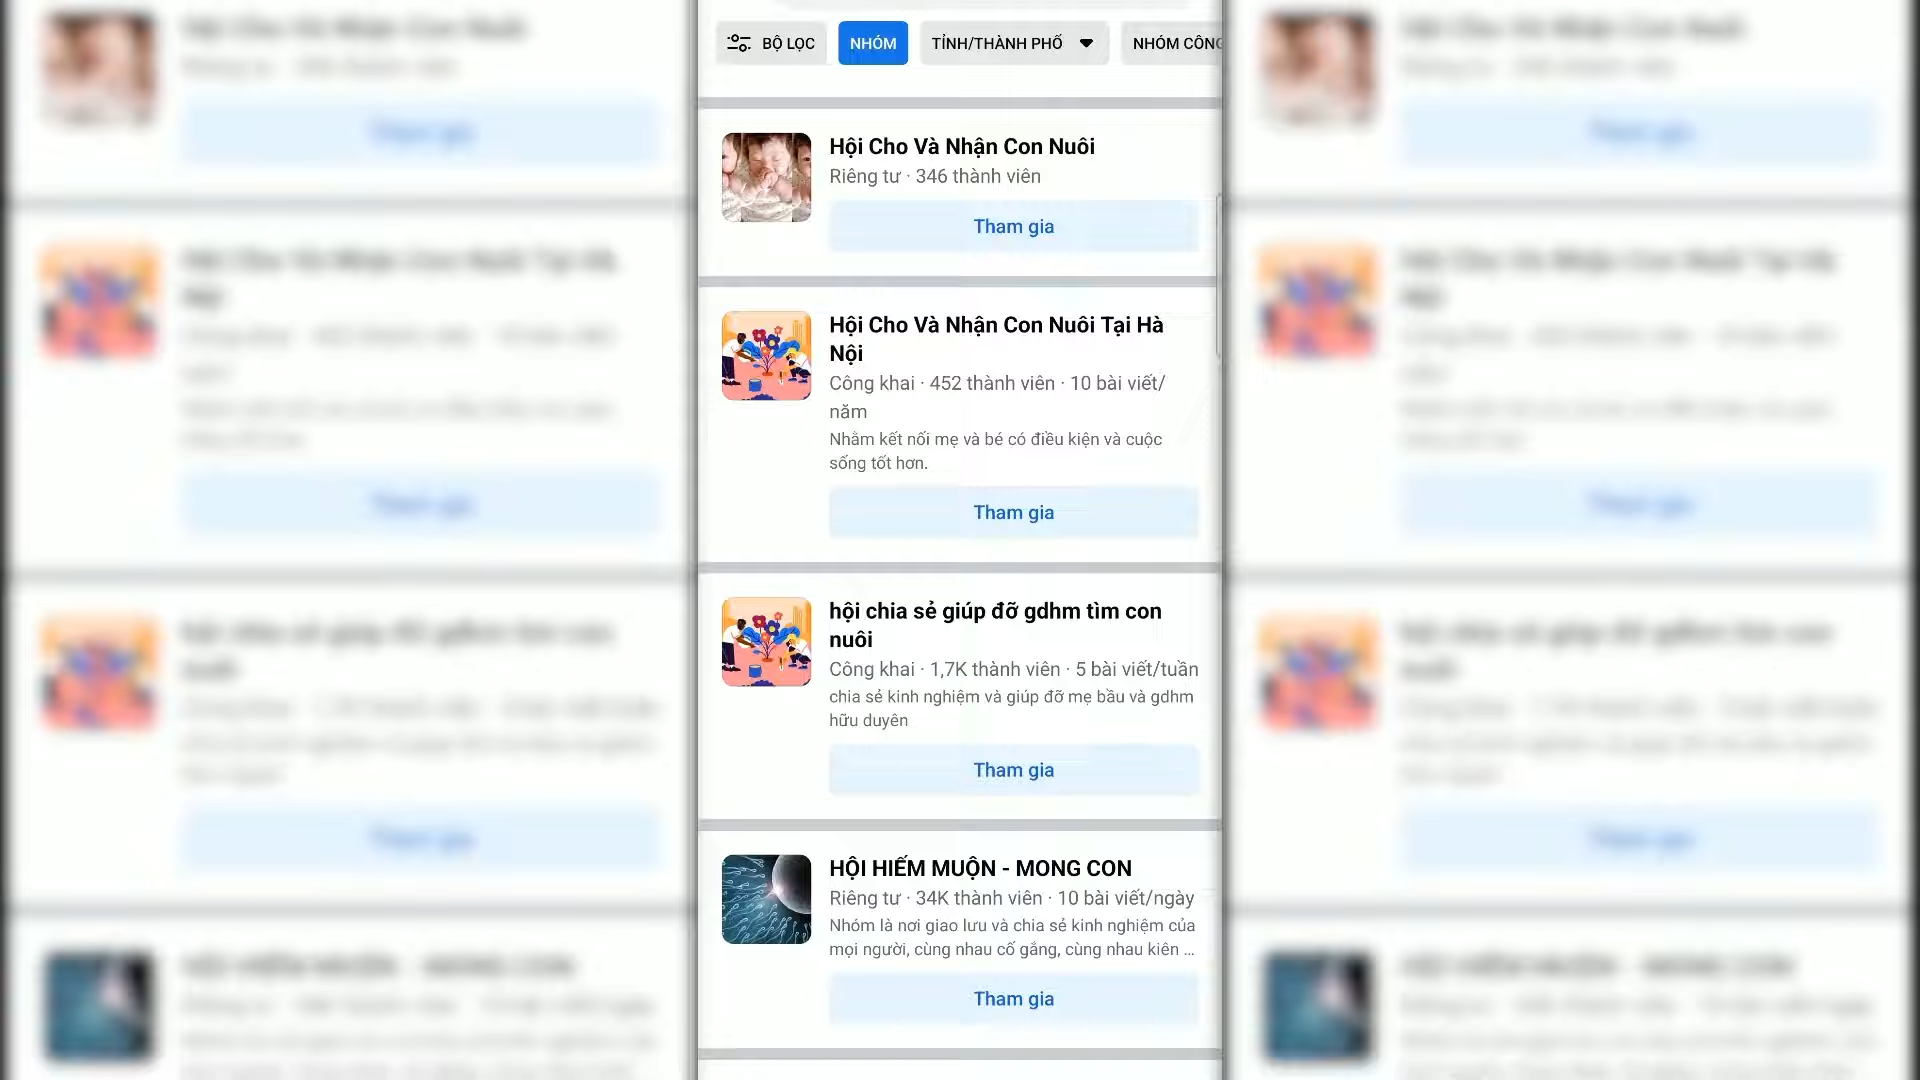 BỘ LỌC
NHÓM
TỈNH/THÀNH PHỐ
NHÓM CÔNG
Hội Cho Và Nhận Con Nuôi
Riêng tư · 346 thành viên
Tham gia
Hội Cho Và Nhận Con Nuôi Tại Hà
Nội
Công khai · 452 thành viên · 10 bài viết/
năm
Nhằm kết nối mẹ và bé có điều kiện và cuộc
sống tốt hơn.
Tham gia
hội chia sẻ giúp đỡ gdhm tìm con
nuôi
Công khai · 1,7K thành viên · 5 bài viết/tuần
chia sẻ kinh nghiệm và giúp đỡ mẹ bầu và gdhm
hữu duyên
Tham gia
HỘI HIẾM MUỘN - MONG CON
Riêng tư · 34K thành viên · 10 bài viết/ngày
Nhóm là nơi giao lưu và chia sẻ kinh nghiệm của
mọi người, cùng nhau cố gắng, cùng nhau kiên ...
Tham gia